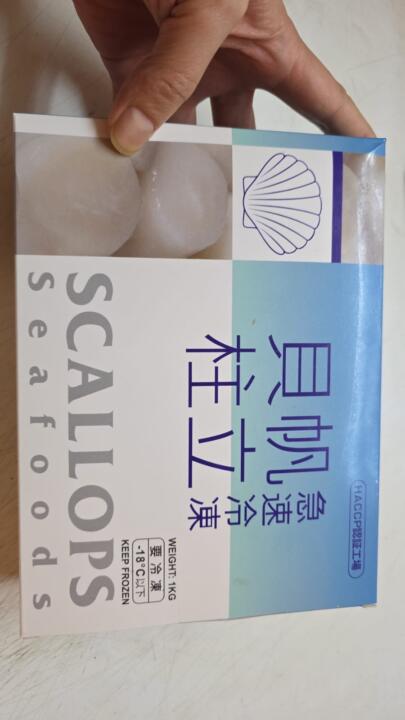 HACCP認証工場
帆立
貝柱
急速冷凍
SCALLOPS
Seafoods
WEIGHT: 1KG
要冷凍
-18°C以下
KEEP FROZEN